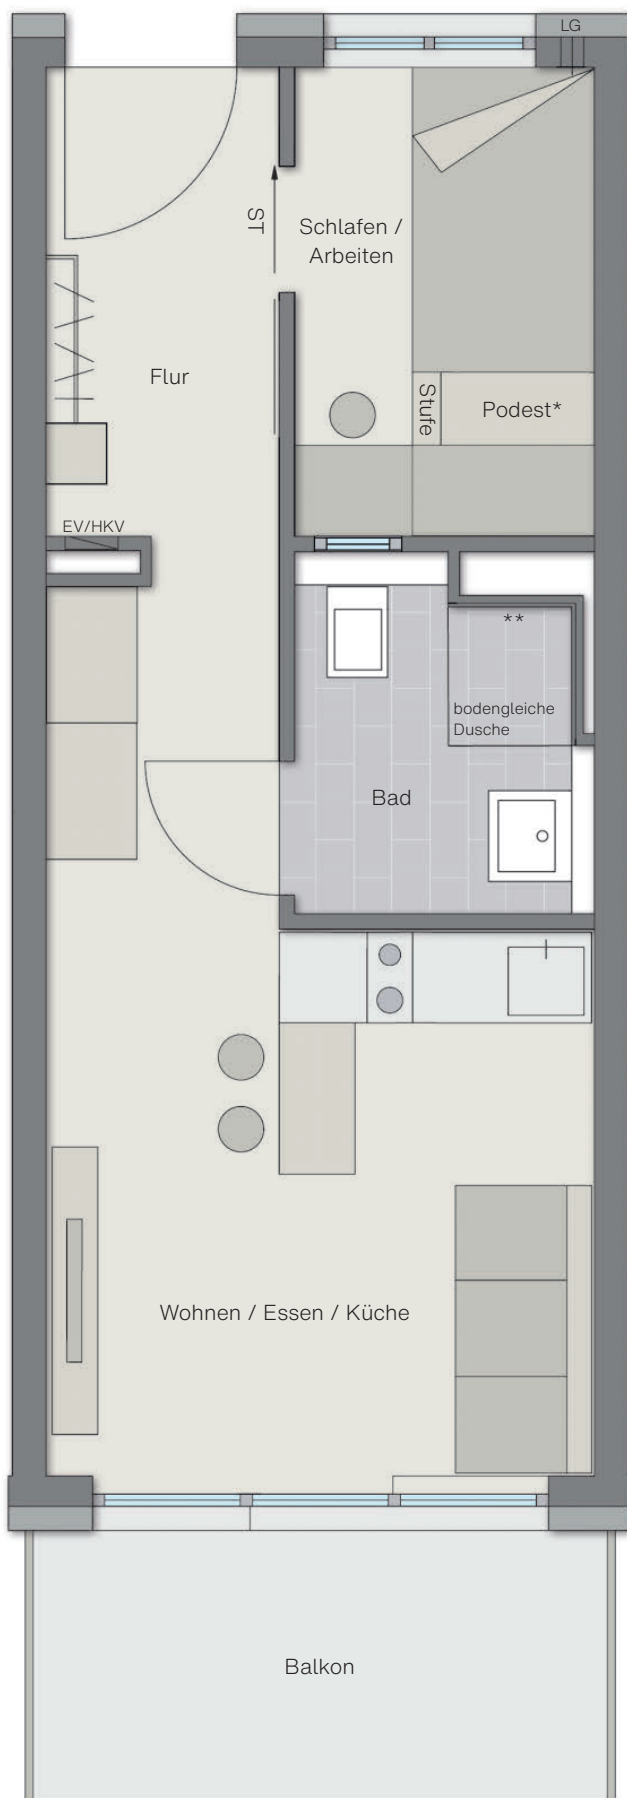 LG
ST
Schlafen /
Arbeiten
Flur
Stufe
Podest*
EV/HKV
**
bodengleiche
Dusche
Bad
Wohnen / Essen / Küche
Balkon